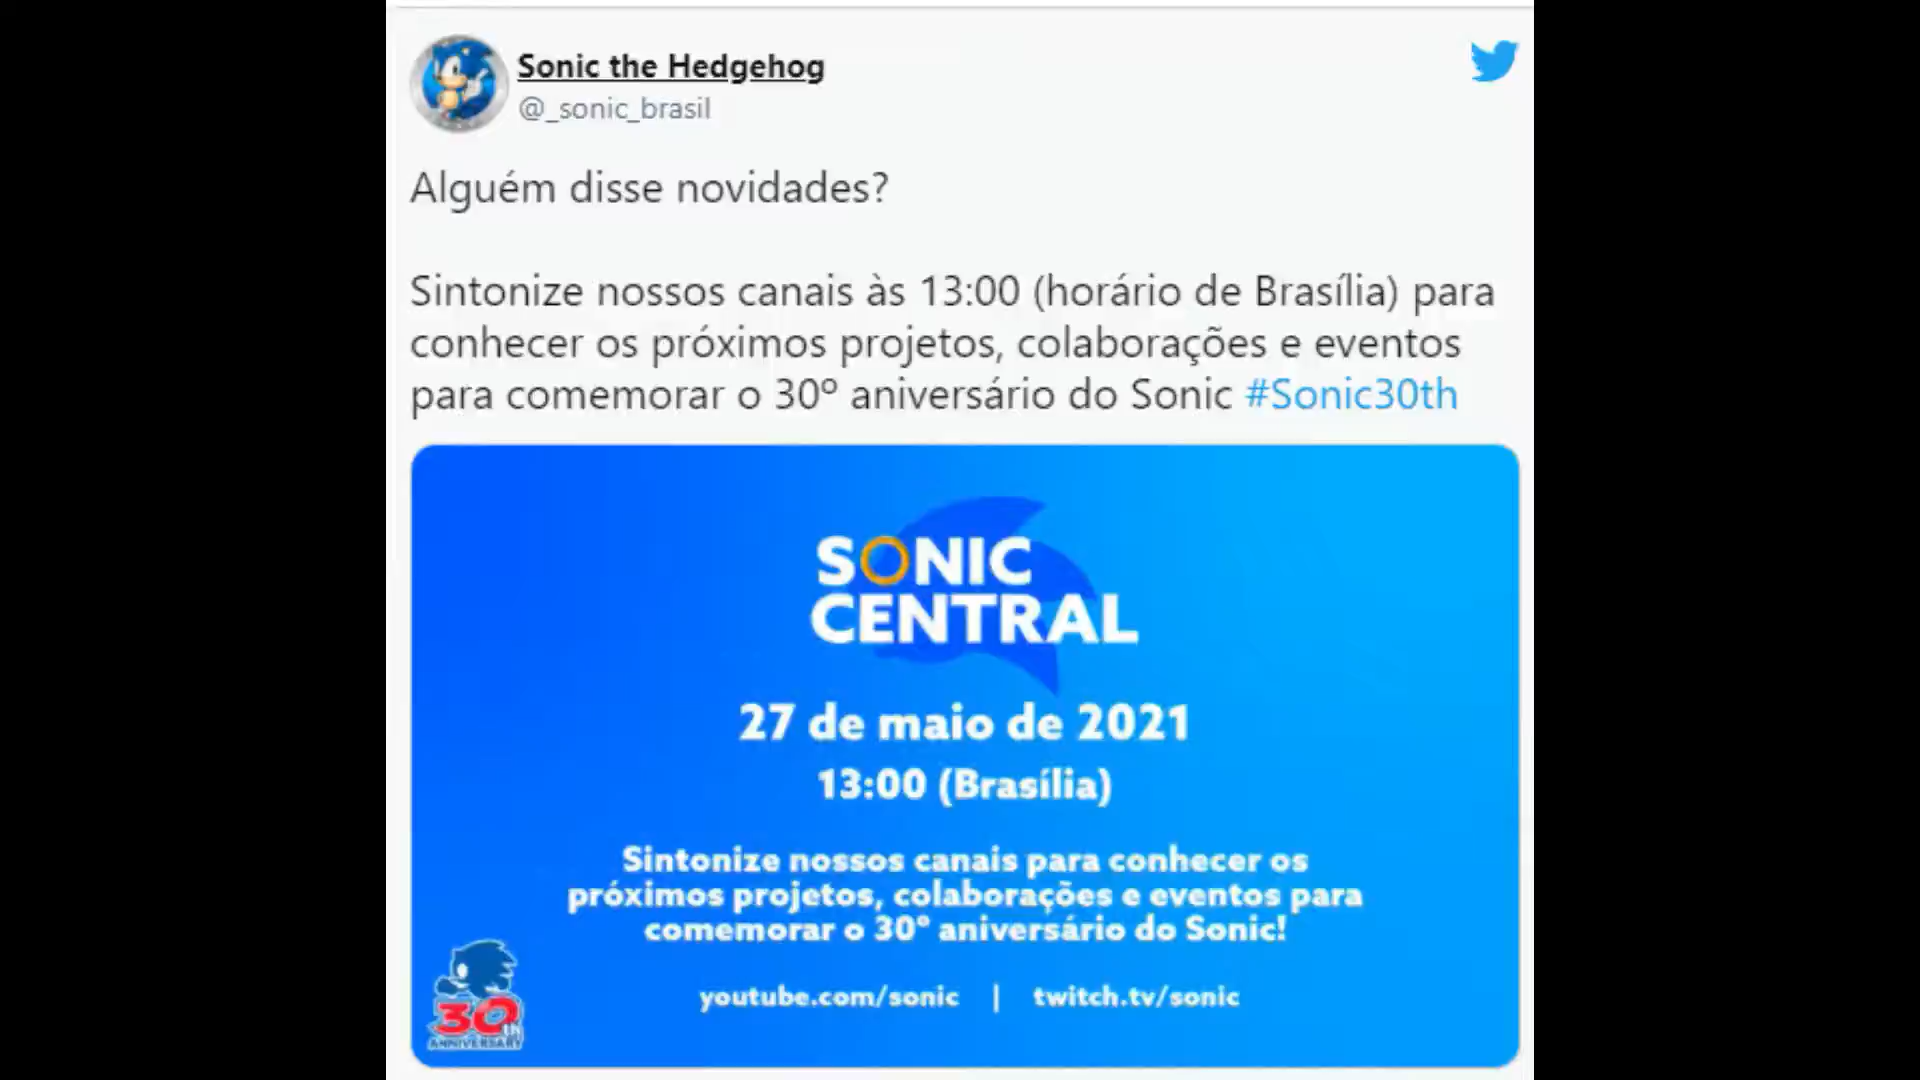 Sonic the Hedgehog
@_sonic_brasil
Alguém disse novidades?
Sintonize nossos canais às 13:00 (horário de Brasília) para
conhecer os próximos projetos, colaborações e eventos
para comemorar o 30º aniversário do Sonic #Sonic30th
SONIC
CENTRAL
27 de maio de 2021
13:00 (Brasília)
Sintonize nossos canais para conhecer os
próximos projetos, colaborações e eventos para
comemorar o 30º aniversário do Sonic!
youtube.com/sonic | twitch.tv/sonic
30th
ANNIVERSARY